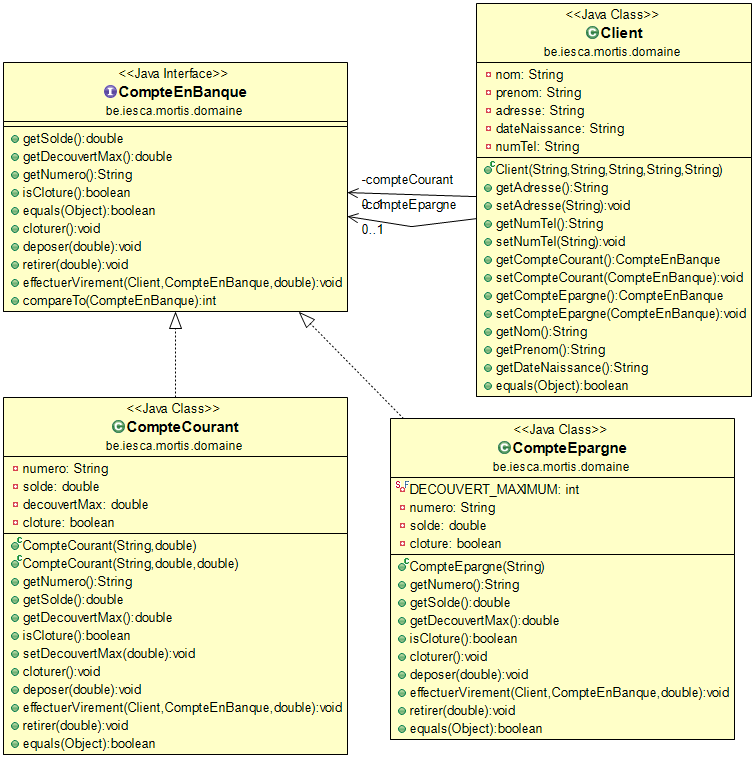 <<Java Interface>>
CompteEnBanque
be.iesca.mortis.domaine
getSolde():double
getDecouvertMax():double
getNumero():String
isCloture():boolean
equals(Object):boolean
cloturer():void
deposer(double):void
retirer(double):void
effectuerVirement(Client,CompteEnBanque,double):void
compareTo(CompteEnBanque):int
<<Java Class>>
Client
be.iesca.mortis.domaine
nom: String
prenom: String
adresse: String
dateNaissance: String
numTel: String
Client(String,String,String,String,String)
getAdresse():String
setAdresse(String):void
getNumTel():String
setNumTel(String):void
getCompteCourant():CompteEnBanque
setCompteCourant(CompteEnBanque):void
getCompteEpargne():CompteEnBanque
setCompteEpargne(CompteEnBanque):void
getNom():String
getPrenom():String
getDateNaissance():String
equals(Object):boolean
-compteCourant
0..1
-compteEpargne
0..1
<<Java Class>>
CompteCourant
be.iesca.mortis.domaine
numero: String
solde: double
decouvertMax: double
cloture: boolean
CompteCourant(String,double)
CompteCourant(String,double,double)
getNumero():String
getSolde():double
getDecouvertMax():double
isCloture():boolean
setDecouvertMax(double):void
cloturer():void
deposer(double):void
effectuerVirement(Client,CompteEnBanque,double):void
retirer(double):void
equals(Object):boolean
<<Java Class>>
CompteEpargne
be.iesca.mortis.domaine
DECOUVERT_MAXIMUM: int
numero: String
solde: double
cloture: boolean
CompteEpargne(String)
getNumero():String
getSolde():double
getDecouvertMax():double
isCloture():boolean
cloturer():void
deposer(double):void
effectuerVirement(Client,CompteEnBanque,double):void
retirer(double):void
equals(Object):boolean